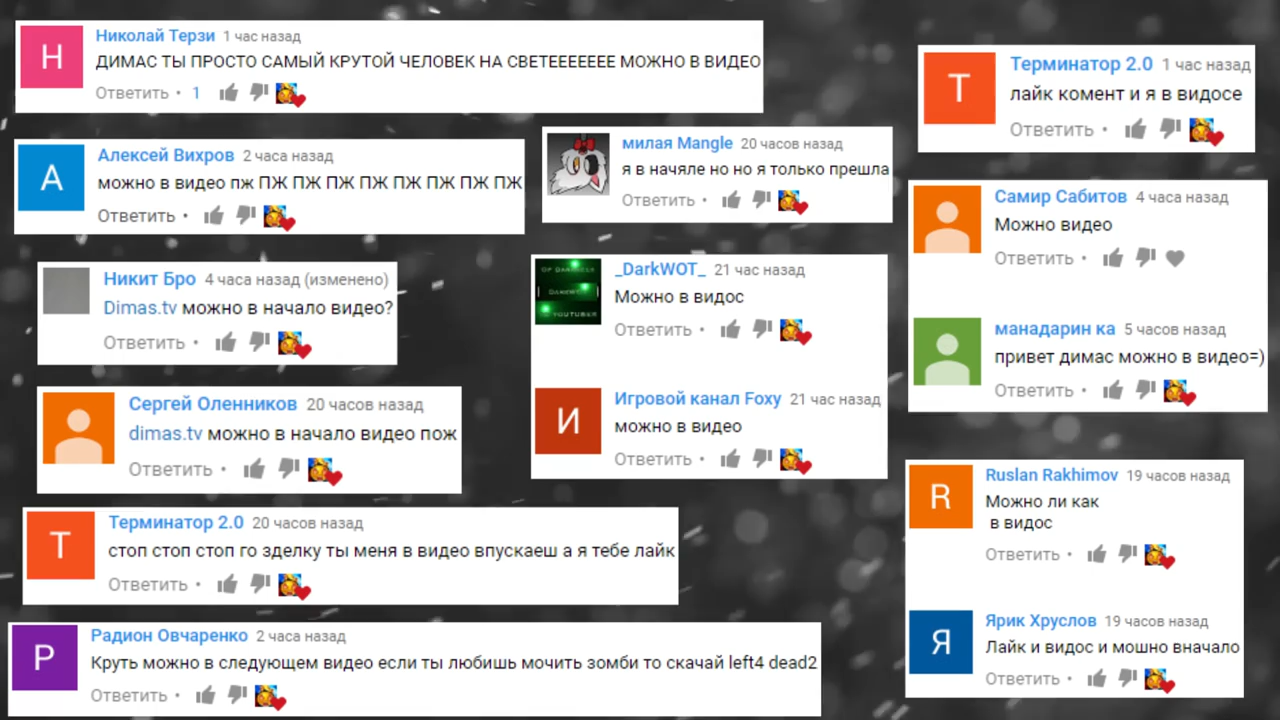 Н
Николай Терзи 1 час назад
ДИМАС ТЫ ПРОСТО САМЫЙ КРУТОЙ ЧЕЛОВЕК НА СВЕТЕЕЕЕЕЕЕ МОЖНО В ВИДЕО
Ответить • 1
А
Алексей Вихров 2 часа назад
можно в видео пж ПЖ ПЖ ПЖ ПЖ ПЖ ПЖ ПЖ ПЖ
Ответить •
Никит Бро 4 часа назад (изменено)
Dimas.tv можно в начало видео?
Ответить •
Сергей Оленников 20 часов назад
dimas.tv можно в начало видео пож
Ответить •
Т
Терминатор 2.0 20 часов назад
стоп стоп стоп го зделку ты меня в видео впускаеш а я тебе лайк
Ответить •
Р
Радион Овчаренко 2 часа назад
Круть можно в следующем видео если ты любишь мочить зомби то скачай left4 dead2
Ответить •
милая Mangle 20 часов назад
я в начяле но но я только прешла
Ответить •
OF DARKNESS
DARKWOT
YOUTUBER
_DarkWOT_ 21 час назад
Можно в видос
Ответить •
И
Игровой канал Foxy 21 час назад
можно в видео
Ответить •
Т
Терминатор 2.0 1 час назад
лайк комент и я в видосе
Ответить •
Самир Сабитов 4 часа назад
Можно видео
Ответить •
манадарин ка 5 часов назад
привет димас можно в видео=)
Ответить •
R
Ruslan Rakhimov 19 часов назад
Можно ли как
в видос
Ответить •
Я
Ярик Хруслов 19 часов назад
Лайк и видос и мошно вначало
Ответить •